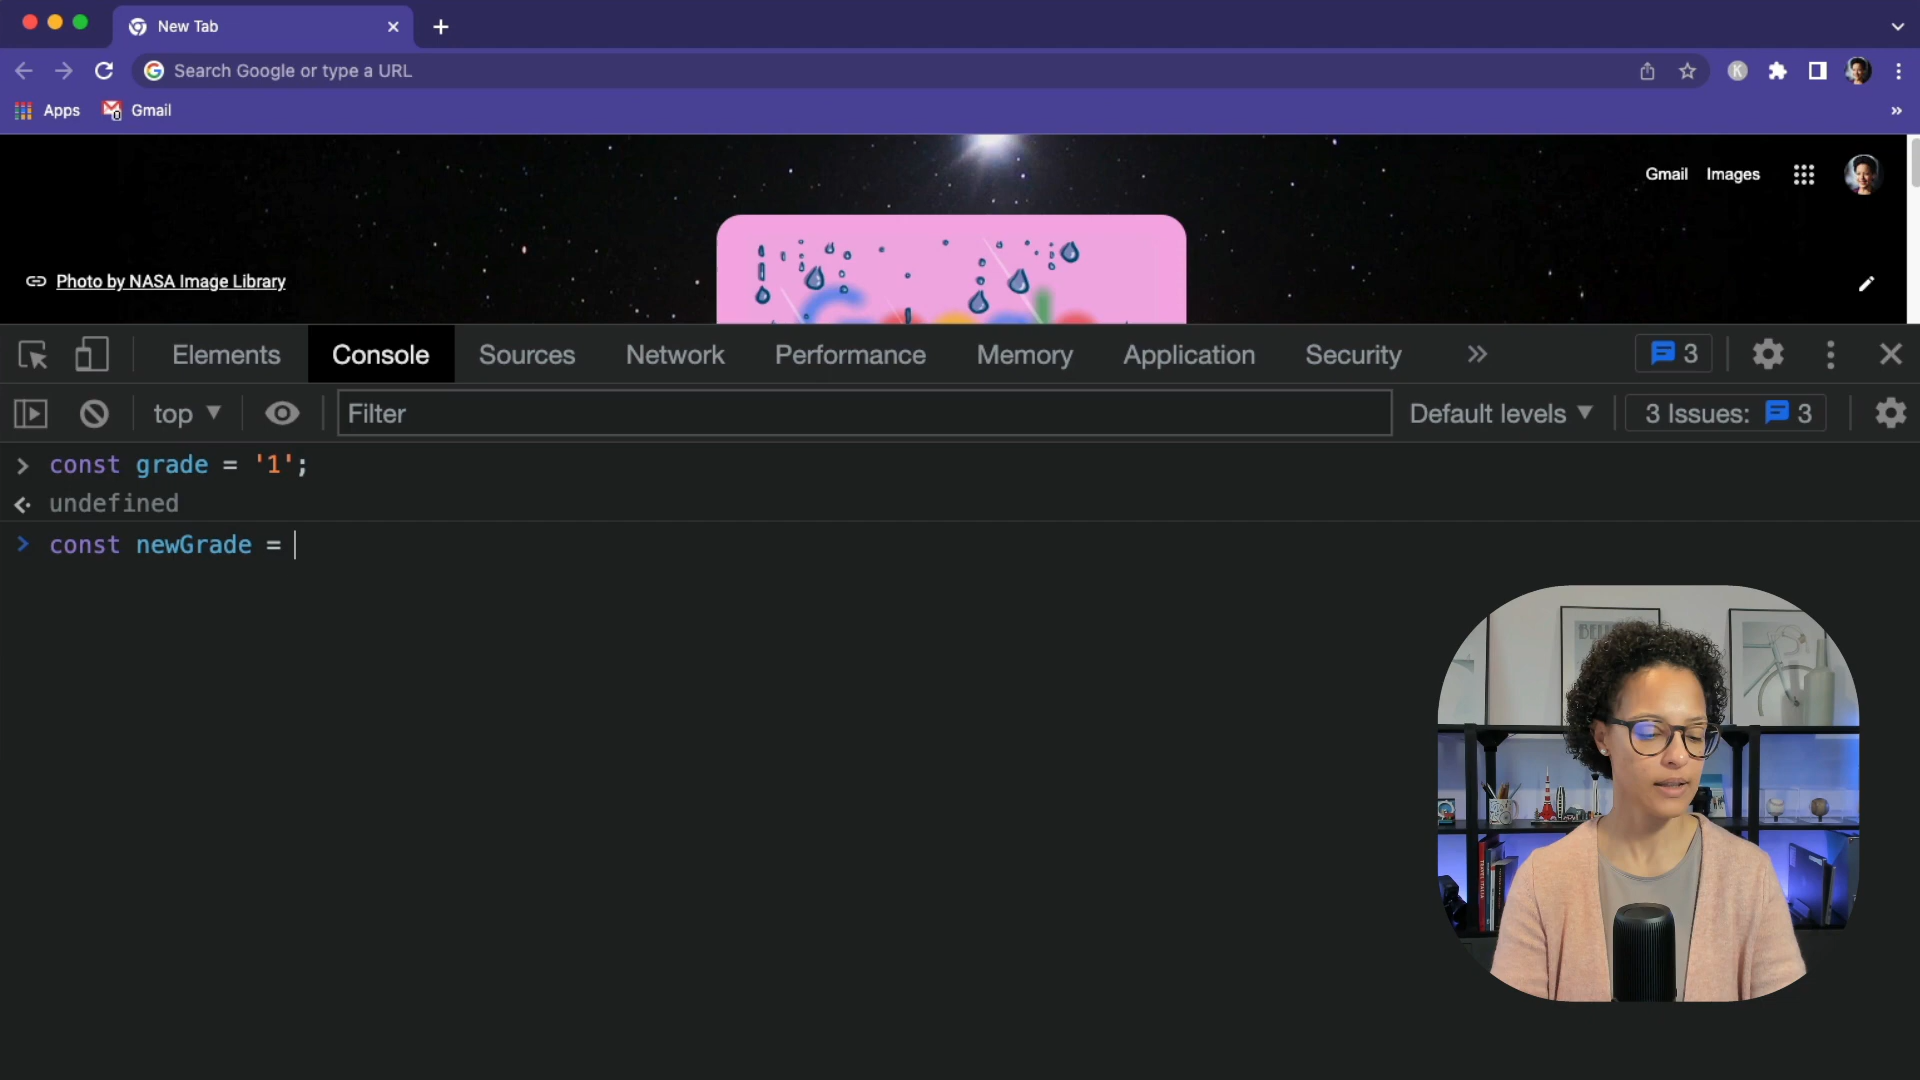 New Tab
Search Google or type a URL
K
Apps
Gmail
Gmail Images
Photo by NASA Image Library
Elements Console Sources Network Performance Memory Application Security » 3
top Filter Default levels 3 Issues: 3
> const grade = '1';
undefined
> const newGrade =